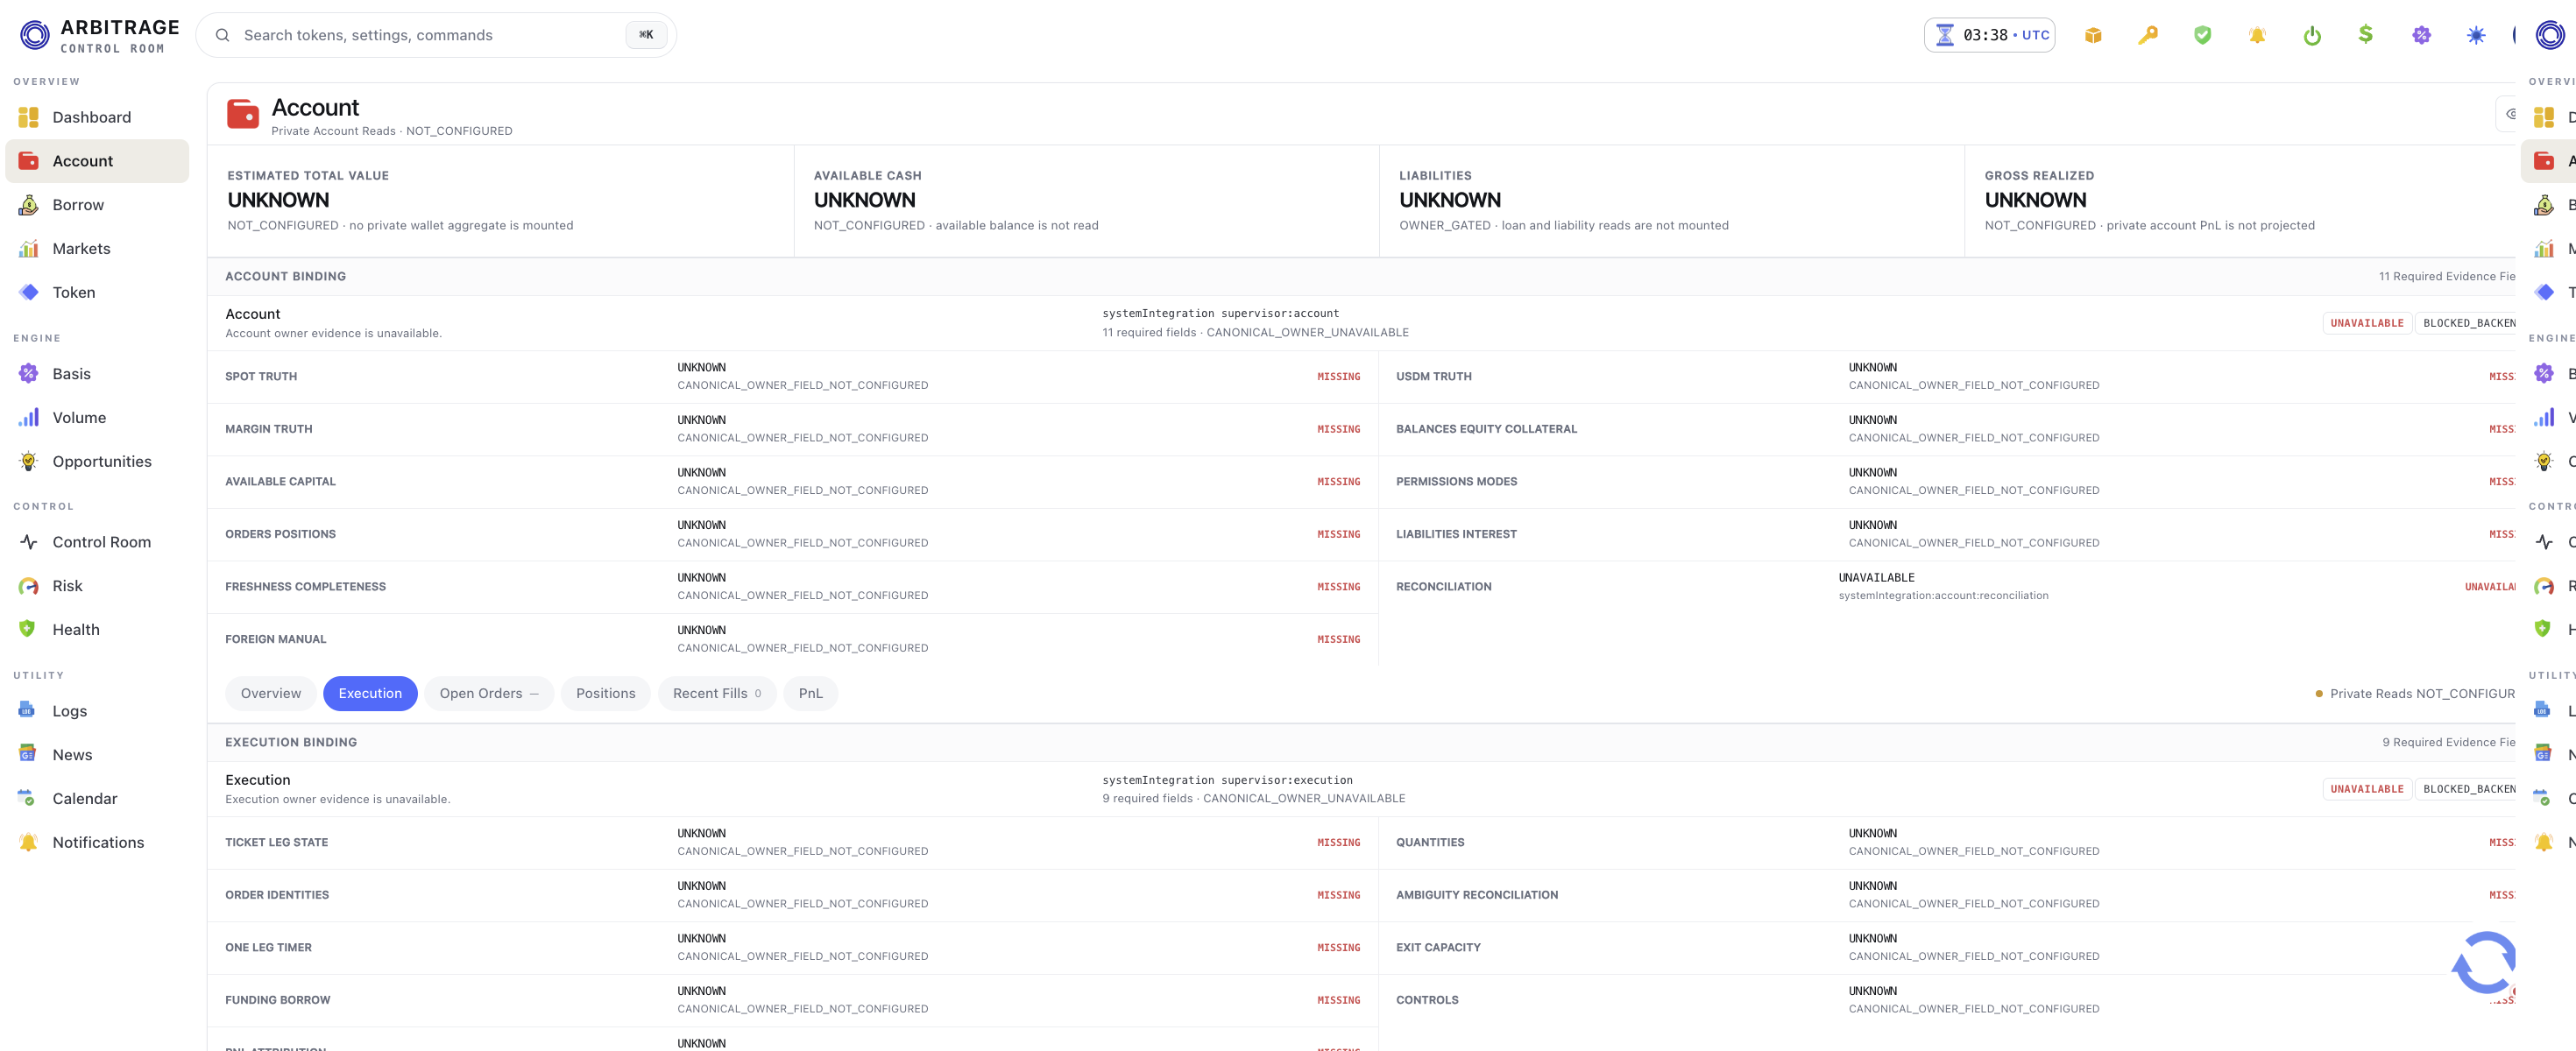 ARBITRAGE
CONTROL ROOM
Search tokens, settings, commands
⌘K
03:38 • UTC
OVERVIEW
Dashboard
Account
Borrow
Markets
Token
ENGINE
Basis
Volume
Opportunities
CONTROL
Control Room
Risk
Health
UTILITY
Logs
News
Calendar
Notifications
Account
Private Account Reads · NOT_CONFIGURED
ESTIMATED TOTAL VALUE
UNKNOWN
NOT_CONFIGURED · no private wallet aggregate is mounted
AVAILABLE CASH
UNKNOWN
NOT_CONFIGURED · available balance is not read
LIABILITIES
UNKNOWN
OWNER_GATED · loan and liability reads are not mounted
GROSS REALIZED
UNKNOWN
NOT_CONFIGURED · private account PnL is not projected
ACCOUNT BINDING
11 Required Evidence Fie
Account
Account owner evidence is unavailable.
systemIntegration supervisor:account
11 required fields · CANONICAL_OWNER_UNAVAILABLE
UNAVAILABLE
BLOCKED_BACKEN
SPOT TRUTH
UNKNOWN
CANONICAL_OWNER_FIELD_NOT_CONFIGURED
MISSING
USDM TRUTH
UNKNOWN
CANONICAL_OWNER_FIELD_NOT_CONFIGURED
MISS
MARGIN TRUTH
UNKNOWN
CANONICAL_OWNER_FIELD_NOT_CONFIGURED
MISSING
BALANCES EQUITY COLLATERAL
UNKNOWN
CANONICAL_OWNER_FIELD_NOT_CONFIGURED
MISS
AVAILABLE CAPITAL
UNKNOWN
CANONICAL_OWNER_FIELD_NOT_CONFIGURED
MISSING
PERMISSIONS MODES
UNKNOWN
CANONICAL_OWNER_FIELD_NOT_CONFIGURED
MISS
ORDERS POSITIONS
UNKNOWN
CANONICAL_OWNER_FIELD_NOT_CONFIGURED
MISSING
LIABILITIES INTEREST
UNKNOWN
CANONICAL_OWNER_FIELD_NOT_CONFIGURED
MISS
FRESHNESS COMPLETENESS
UNKNOWN
CANONICAL_OWNER_FIELD_NOT_CONFIGURED
MISSING
RECONCILIATION
UNAVAILABLE
systemIntegration:account:reconciliation
UNAVAILA
FOREIGN MANUAL
UNKNOWN
CANONICAL_OWNER_FIELD_NOT_CONFIGURED
MISSING
Overview
Execution
Open Orders —
Positions
Recent Fills 0
PnL
Private Reads NOT_CONFIGUR
EXECUTION BINDING
9 Required Evidence Fie
Execution
Execution owner evidence is unavailable.
systemIntegration supervisor:execution
9 required fields · CANONICAL_OWNER_UNAVAILABLE
UNAVAILABLE
BLOCKED_BACKEN
TICKET LEG STATE
UNKNOWN
CANONICAL_OWNER_FIELD_NOT_CONFIGURED
MISSING
QUANTITIES
UNKNOWN
CANONICAL_OWNER_FIELD_NOT_CONFIGURED
MISS
ORDER IDENTITIES
UNKNOWN
CANONICAL_OWNER_FIELD_NOT_CONFIGURED
MISSING
AMBIGUITY RECONCILIATION
UNKNOWN
CANONICAL_OWNER_FIELD_NOT_CONFIGURED
MISS
ONE LEG TIMER
UNKNOWN
CANONICAL_OWNER_FIELD_NOT_CONFIGURED
MISSING
EXIT CAPACITY
UNKNOWN
CANONICAL_OWNER_FIELD_NOT_CONFIGURED
FUNDING BORROW
UNKNOWN
CANONICAL_OWNER_FIELD_NOT_CONFIGURED
MISSING
CONTROLS
UNKNOWN
CANONICAL_OWNER_FIELD_NOT_CONFIGURED
UNKNOWN
OVERVI
ENGINE
CONTRO
UTILITY